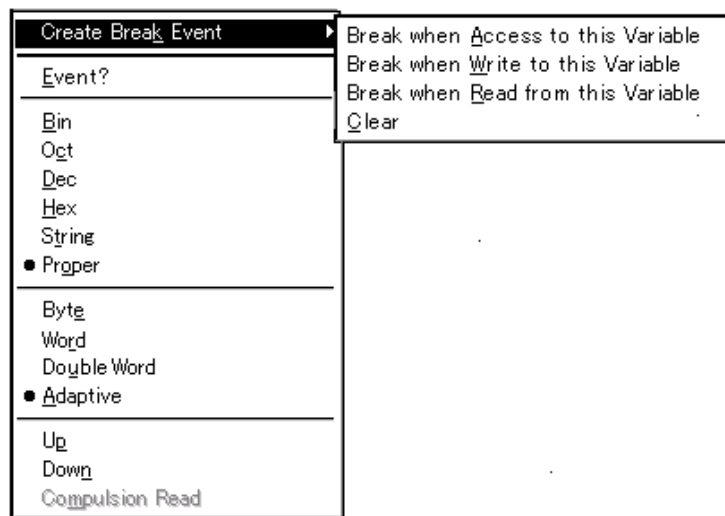 Create Break Event
Break when Access to this Variable
Break when Write to this Variable
Break when Read from this Variable
Clear
Event?
Bin
Oct
Dec
Hex
String
Proper
Byte
Word
Double Word
Adaptive
Up
Down
Compulsion Read